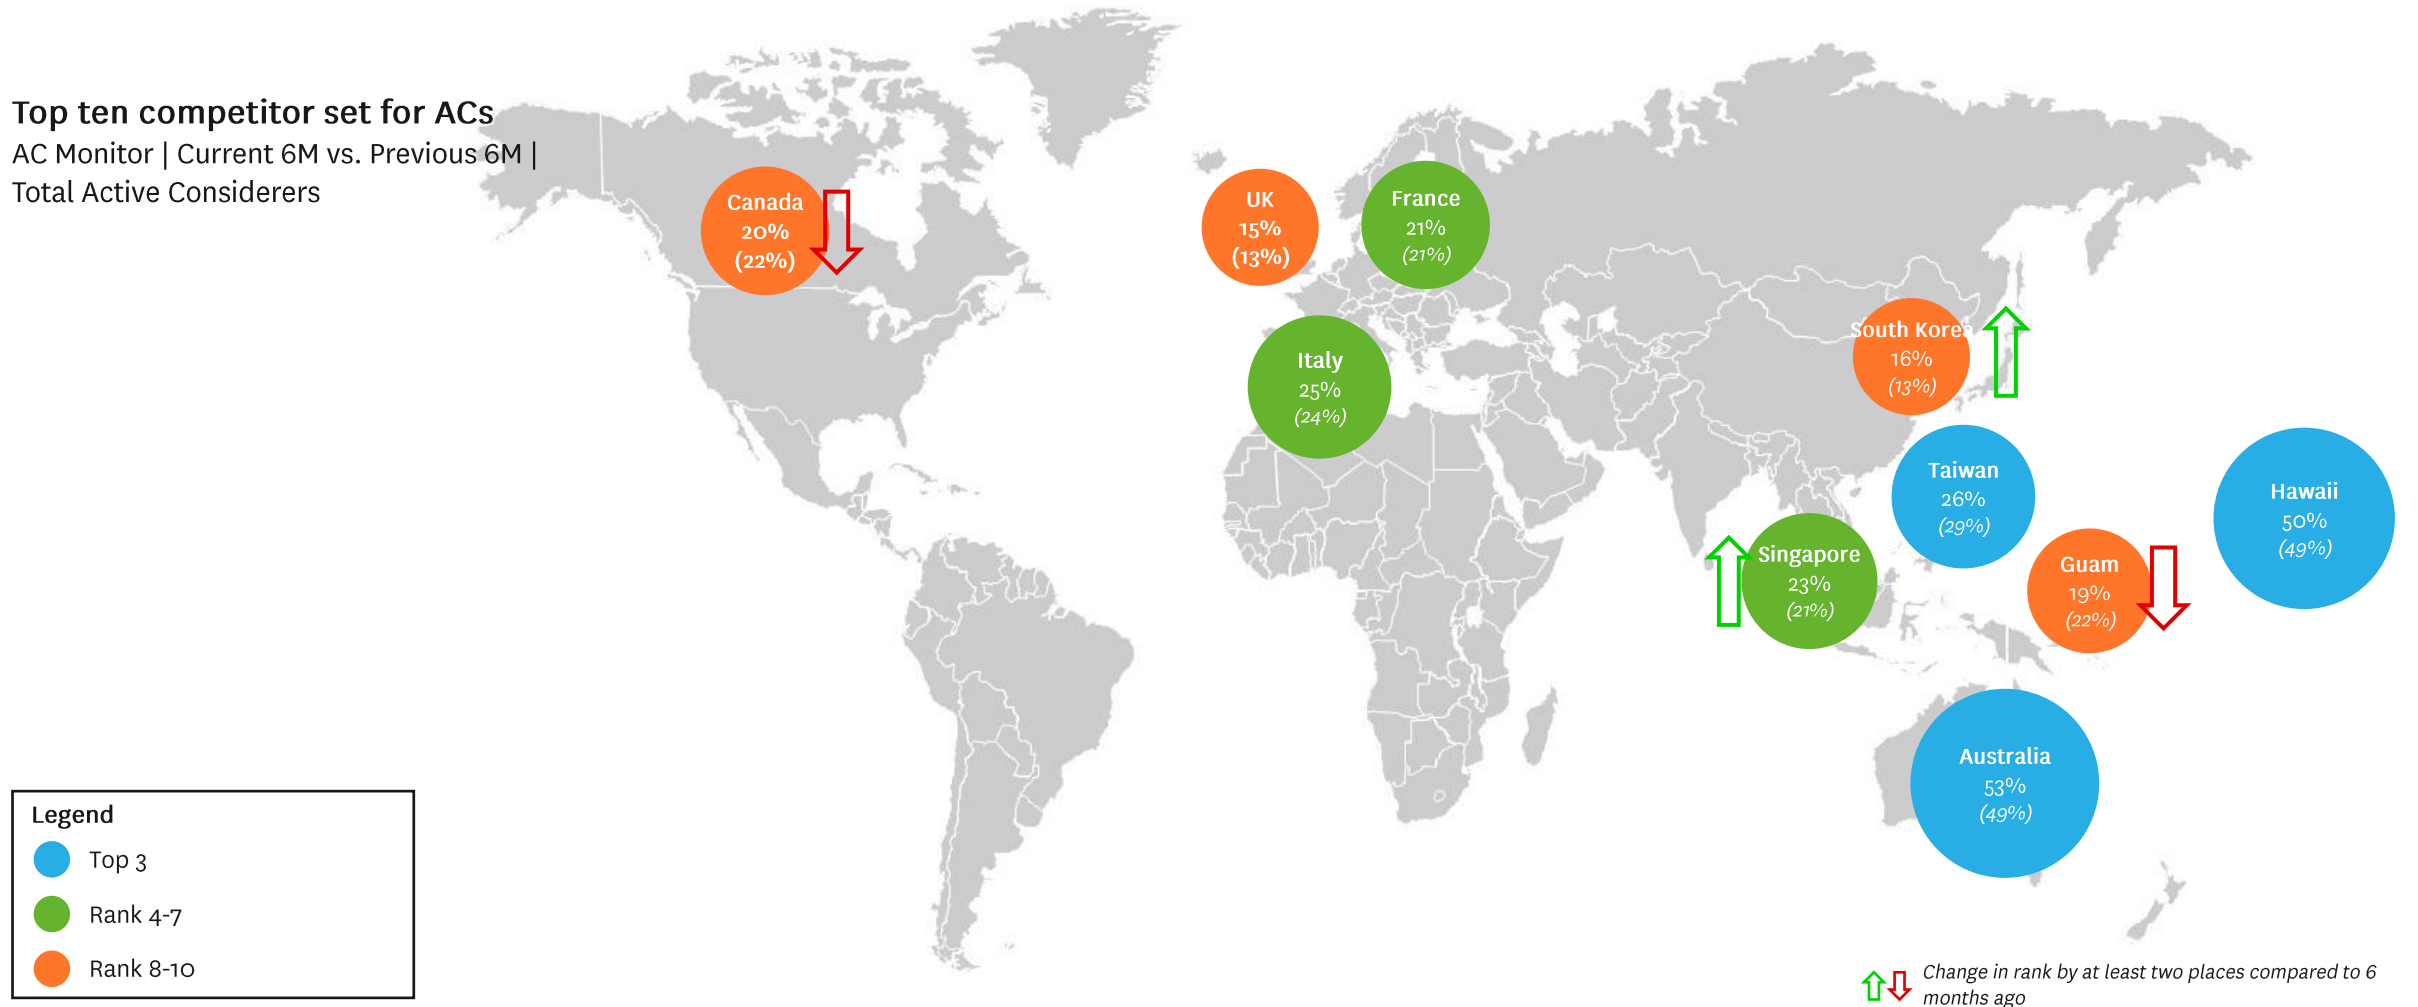 Top ten competitor set for ACs
AC Monitor | Current 6M vs. Previous 6M |
Total Active Considerers
Canada
20%
(22%)
UK
15%
(13%)
France
21%
(21%)
Italy
25%
(24%)
South Korea
16%
(13%)
Taiwan
26%
(29%)
Hawaii
50%
(49%)
Singapore
23%
(21%)
Guam
19%
(22%)
Australia
53%
(49%)
Legend
Top 3
Rank 4-7
Rank 8-10
Change in rank by at least two places compared to 6
months ago